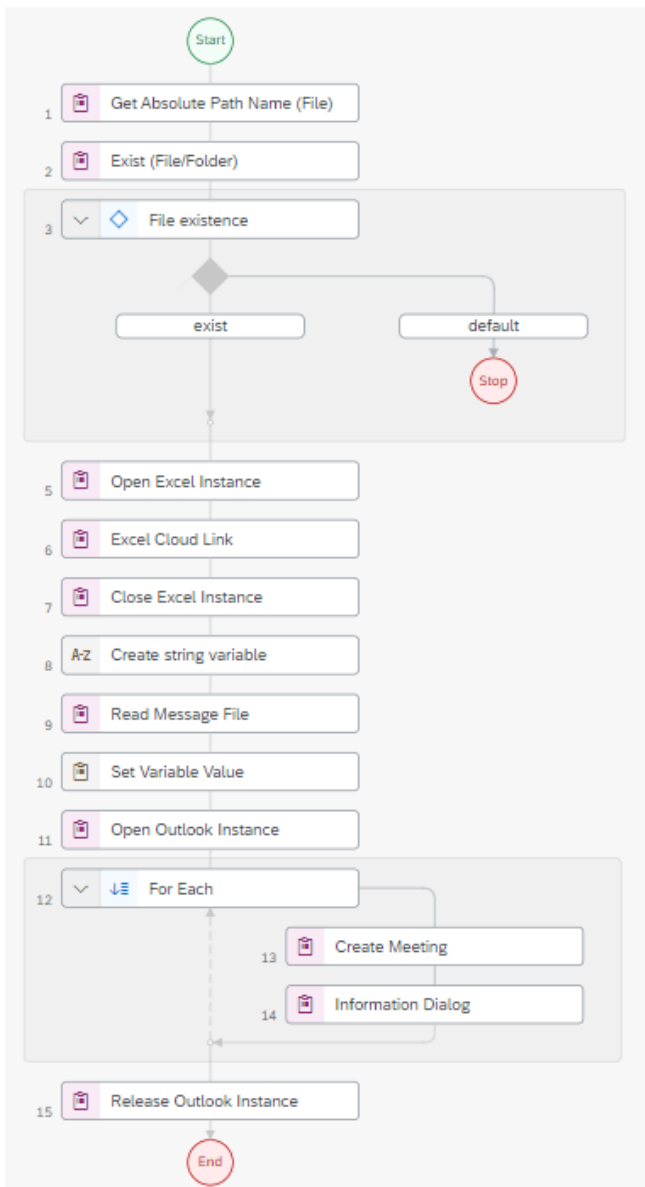 Start
1 Get Absolute Path Name (File)
2 Exist (File/Folder)
3 File existence
exist default
Stop
5 Open Excel Instance
6 Excel Cloud Link
7 Close Excel Instance
8 A-Z Create string variable
9 Read Message File
10 Set Variable Value
11 Open Outlook Instance
12 For Each
13 Create Meeting
14 Information Dialog
15 Release Outlook Instance
End